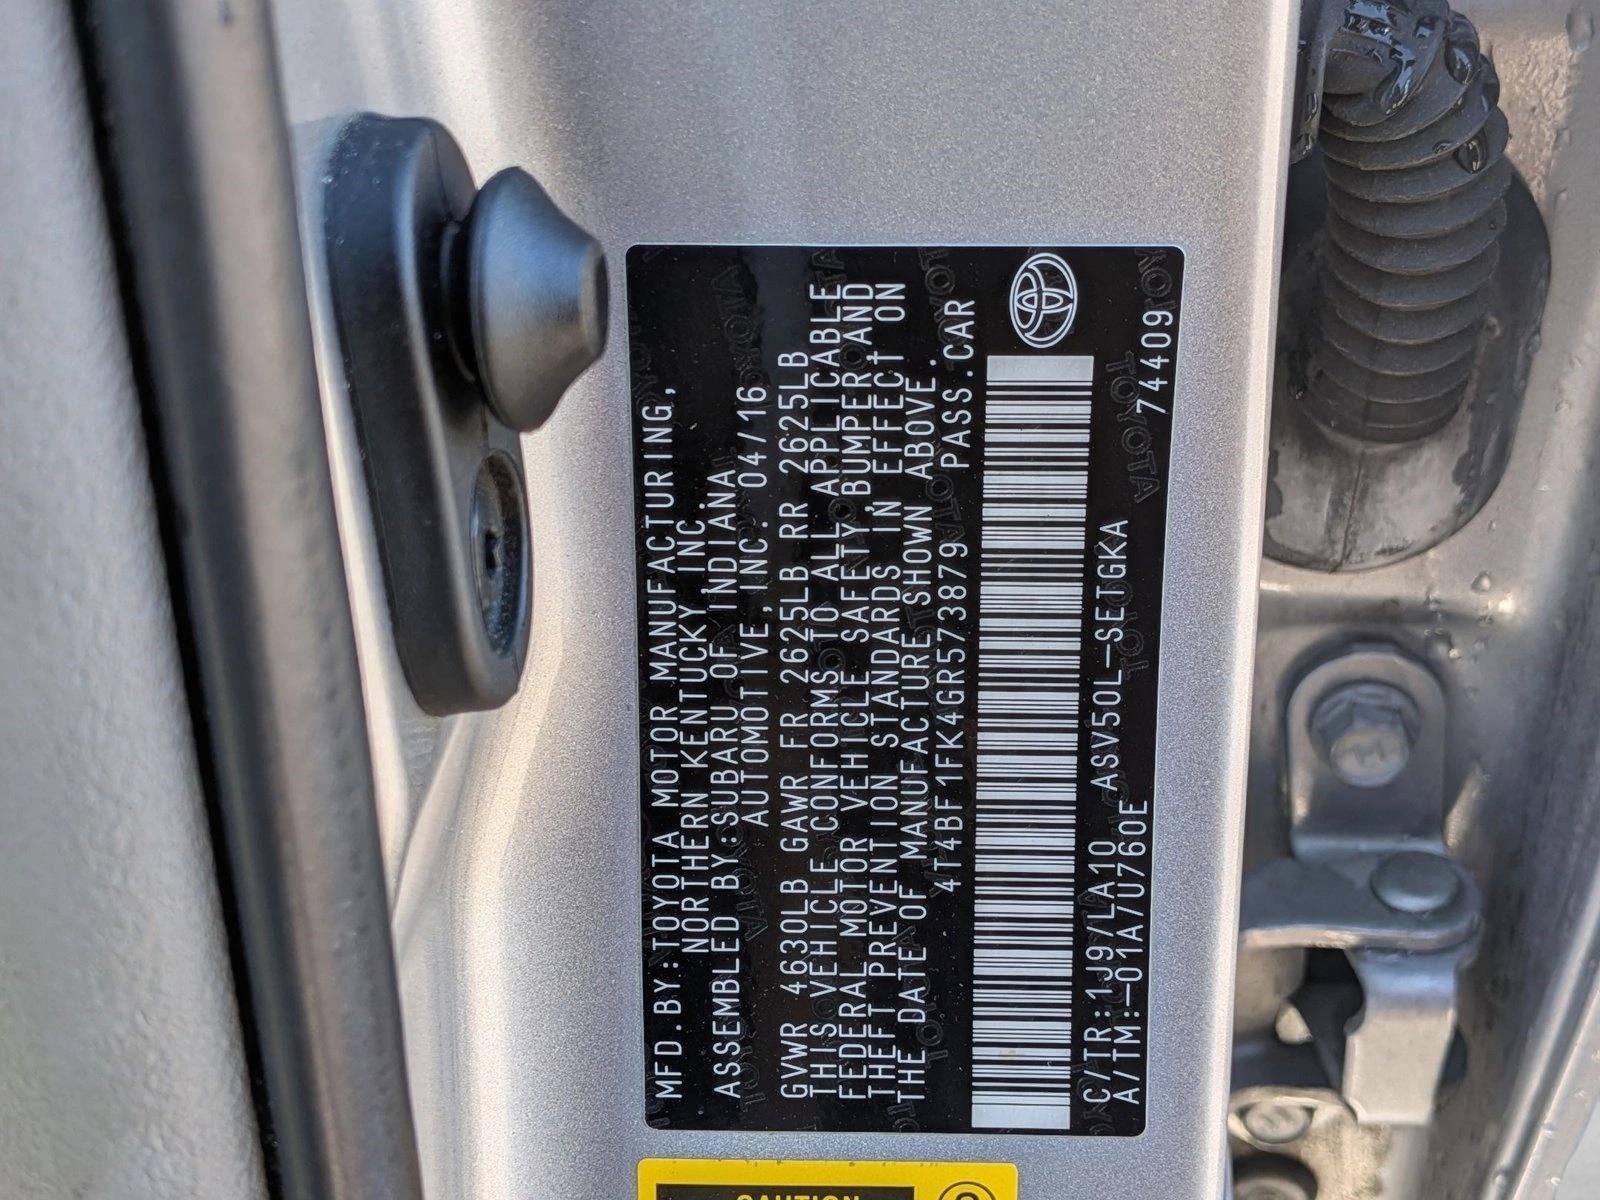 MFD.BY:TOYOTA MOTOR MANUFACTURING,
NORTHERN KENTUCKY INC.
ASSEMBLED BY:SUBARU OF INDIANA
AUTOMOTIVE, INC. 04/16
GVWR 4630LB GAWR FR 2625LB RR 2625LB
THIS VEHICLE CONFORMS TO ALL APPLICABLE
FEDERAL MOTOR VEHICLE SAFETY, BUMPER, AND
THEFT PREVENTION STANDARDS IN EFFECT ON
THE DATE OF MANUFACTURE SHOWN ABOVE.
4T4BF1FK4GR573879 PASS.CAR
C/TR:1J9/LA10 ASV50L-SETGKA
A/TM:-01A/U760E 74409
CAUTION